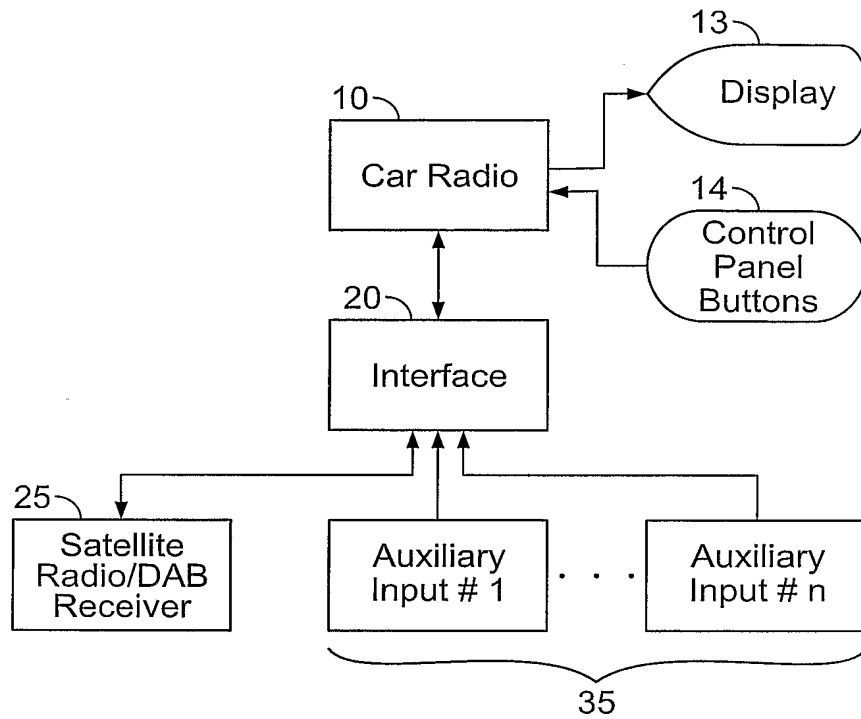 13
Display
10
Car Radio
14
Control
Panel
Buttons
20
Interface
25
Satellite
Radio/DAB
Receiver
Auxiliary
Input # 1
. . .
Auxiliary
Input # n
35